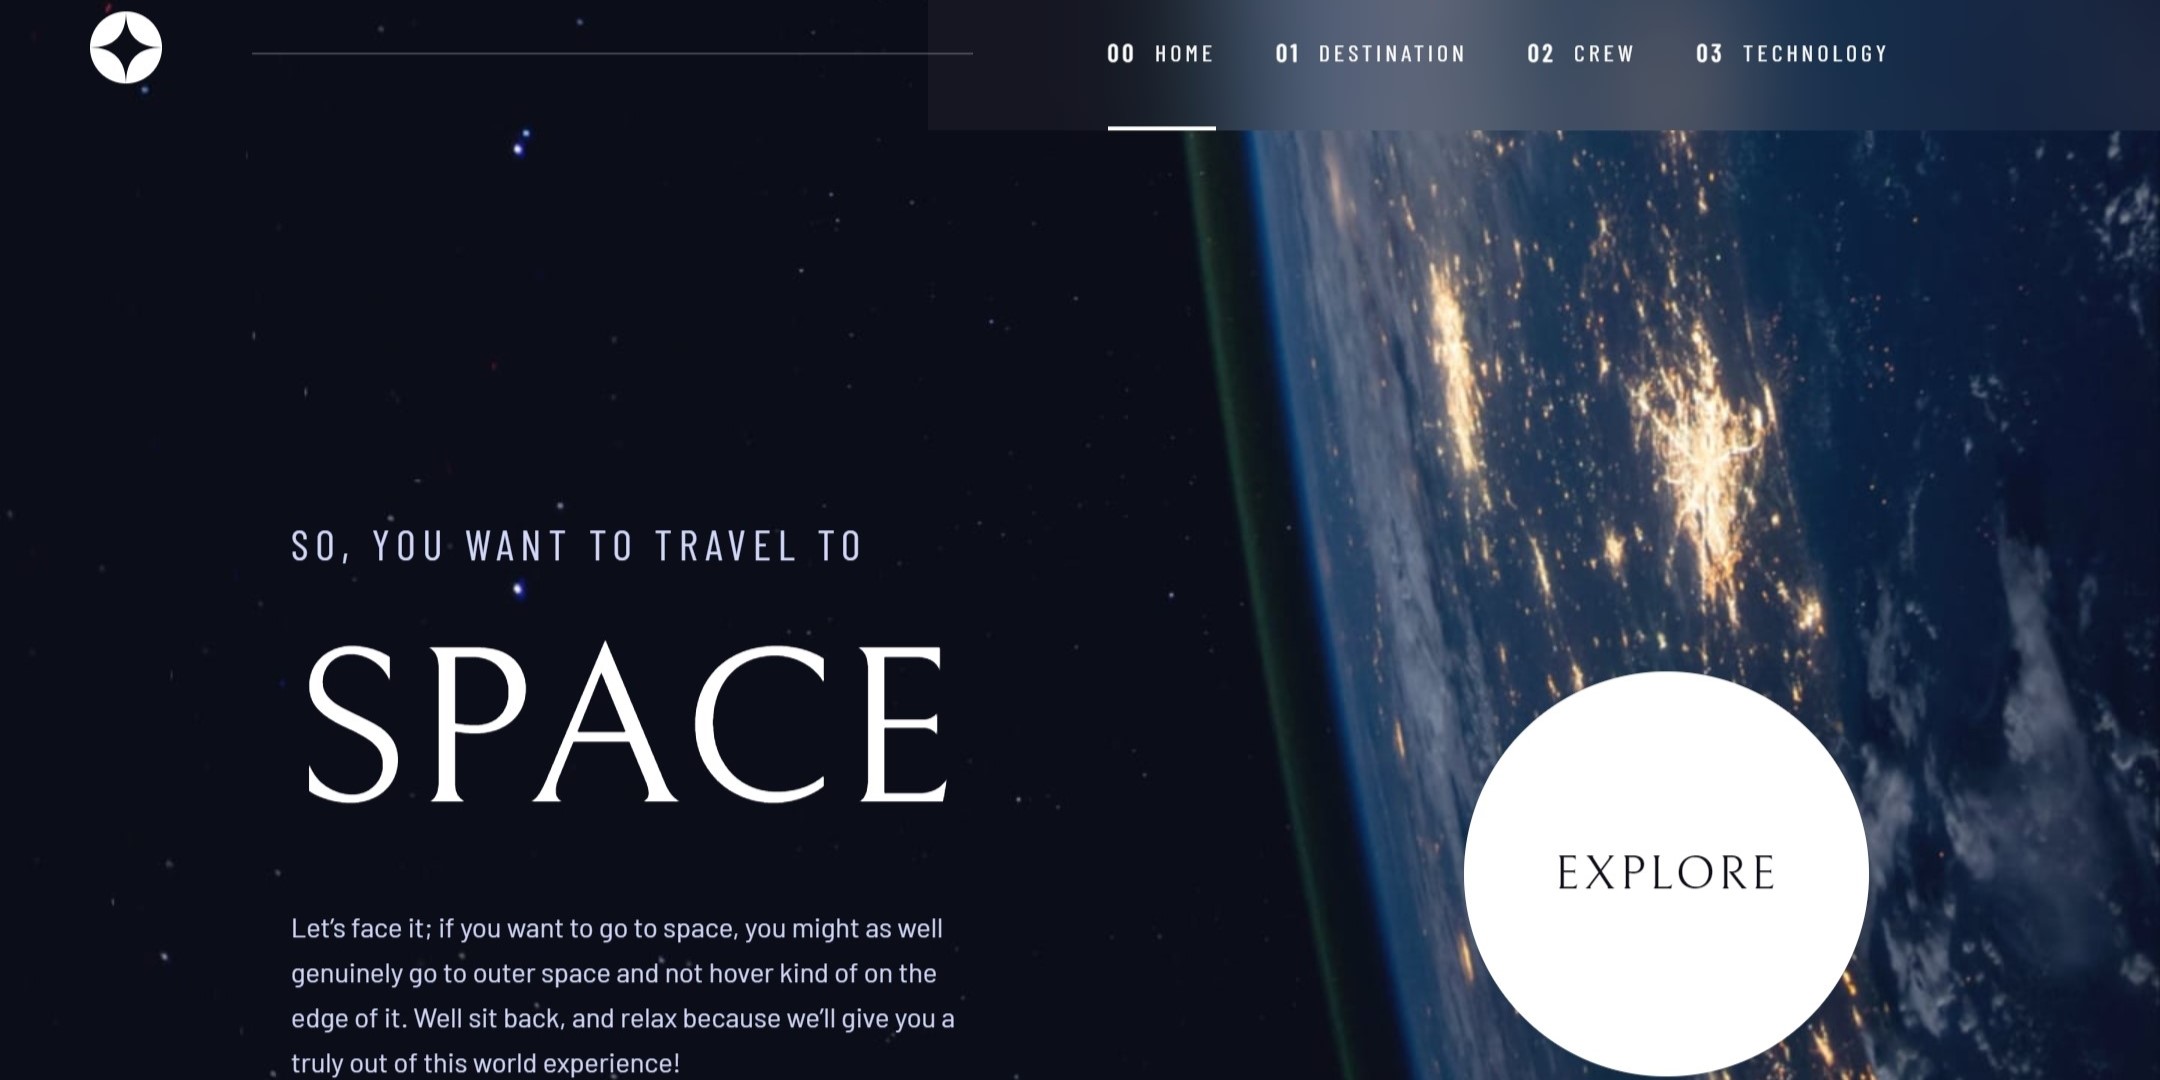 00 HOME 01 DESTINATION 02 CREW 03 TECHNOLOGY
SO, YOU WANT TO TRAVEL TO
SPACE
Let’s face it; if you want to go to space, you might as well
genuinely go to outer space and not hover kind of on the
edge of it. Well sit back, and relax because we’ll give you a
truly out of this world experience!
EXPLORE